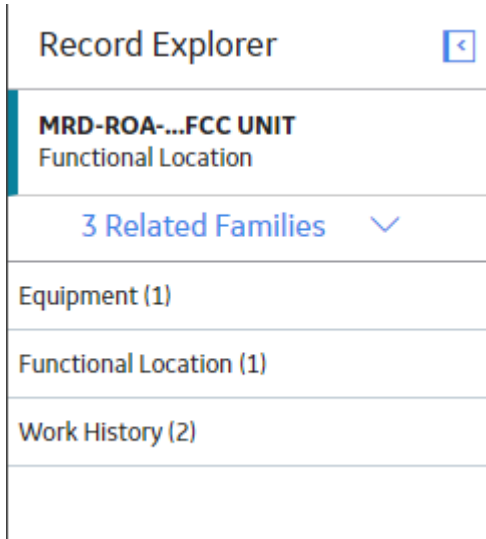 Record Explorer
MRD-ROA-...FCC UNIT
Functional Location
3 Related Families
Equipment (1)
Functional Location (1)
Work History (2)